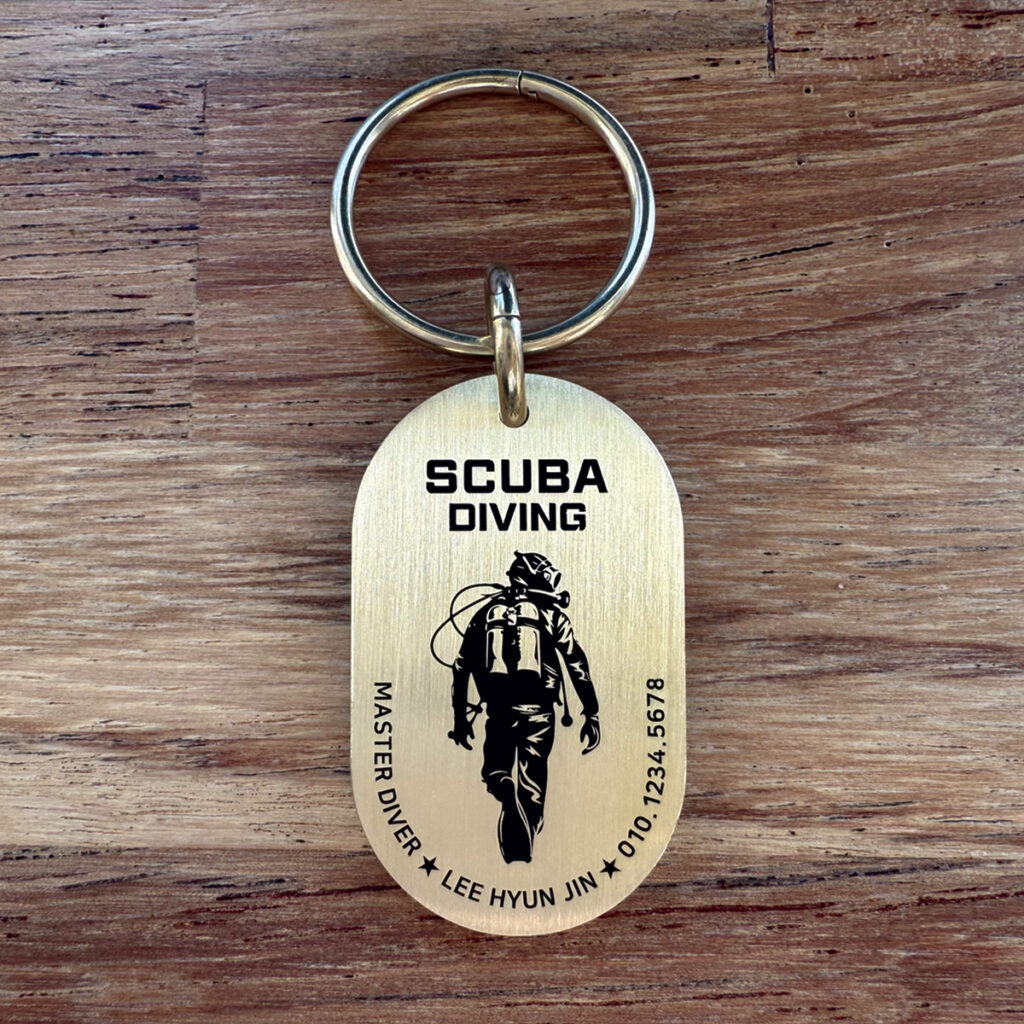 SCUBA
DIVING
MASTER DIVER ★ LEE HYUN JIN ★ 010.1234.5678